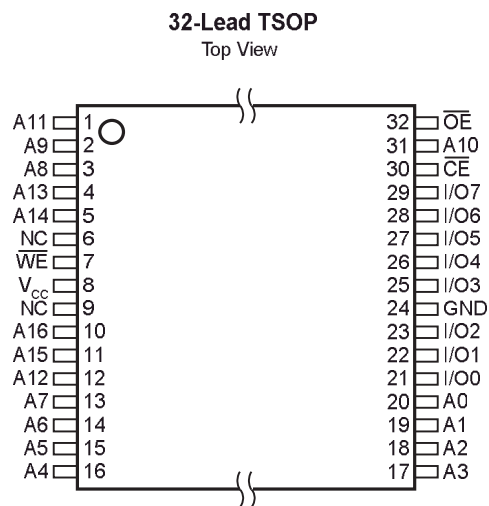 32-Lead TSOP
Top View
A11 1 32 O̅E̅
A9 2 31 A10
A8 3 30 C̅E̅
A13 4 29 I/O7
A14 5 28 I/O6
NC 6 27 I/O5
W̅E̅ 7 26 I/O4
VCC 8 25 I/O3
NC 9 24 GND
A16 10 23 I/O2
A15 11 22 I/O1
A12 12 21 I/O0
A7 13 20 A0
A6 14 19 A1
A5 15 18 A2
A4 16 17 A3